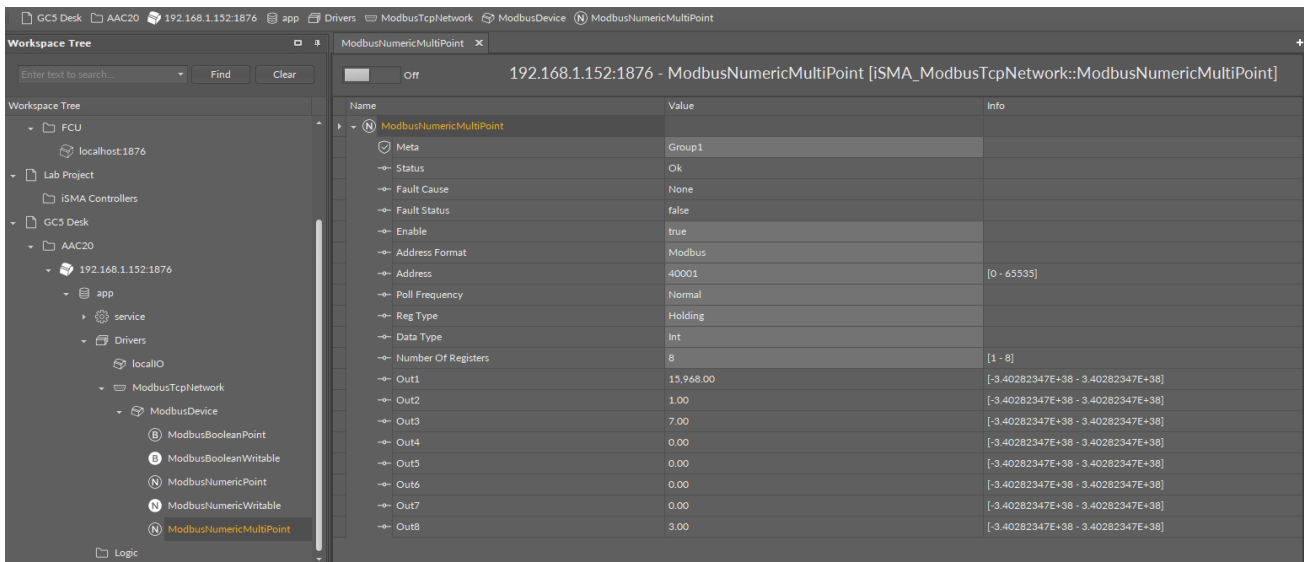 GC5 Desk AAC20 192.168.1.152:1876 app Drivers ModbusTcpNetwork ModbusDevice ModbusNumericMultiPoint
Workspace Tree
Enter text to search... Find Clear
Workspace Tree
FCU
localhost:1876
Lab Project
iSMA Controllers
GC5 Desk
AAC20
192.168.1.152:1876
app
service
Drivers
localIO
ModbusTcpNetwork
ModbusDevice
ModbusBooleanPoint
ModbusBooleanWritable
ModbusNumericPoint
ModbusNumericWritable
ModbusNumericMultiPoint
Logic
ModbusNumericMultiPoint
Off 192.168.1.152:1876 - ModbusNumericMultiPoint [iSMA_ModbusTcpNetwork::ModbusNumericMultiPoint]
Name Value Info
ModbusNumericMultiPoint
Meta Group1
Status Ok
Fault Cause None
Fault Status false
Enable true
Address Format Modbus
Address 40001 [0 - 65535]
Poll Frequency Normal
Reg Type Holding
Data Type Int
Number Of Registers 8 [1 - 8]
Out1 15,968.00 [-3.40282347E+38 - 3.40282347E+38]
Out2 1.00 [-3.40282347E+38 - 3.40282347E+38]
Out3 7.00 [-3.40282347E+38 - 3.40282347E+38]
Out4 0.00 [-3.40282347E+38 - 3.40282347E+38]
Out5 0.00 [-3.40282347E+38 - 3.40282347E+38]
Out6 0.00 [-3.40282347E+38 - 3.40282347E+38]
Out7 0.00 [-3.40282347E+38 - 3.40282347E+38]
Out8 3.00 [-3.40282347E+38 - 3.40282347E+38]